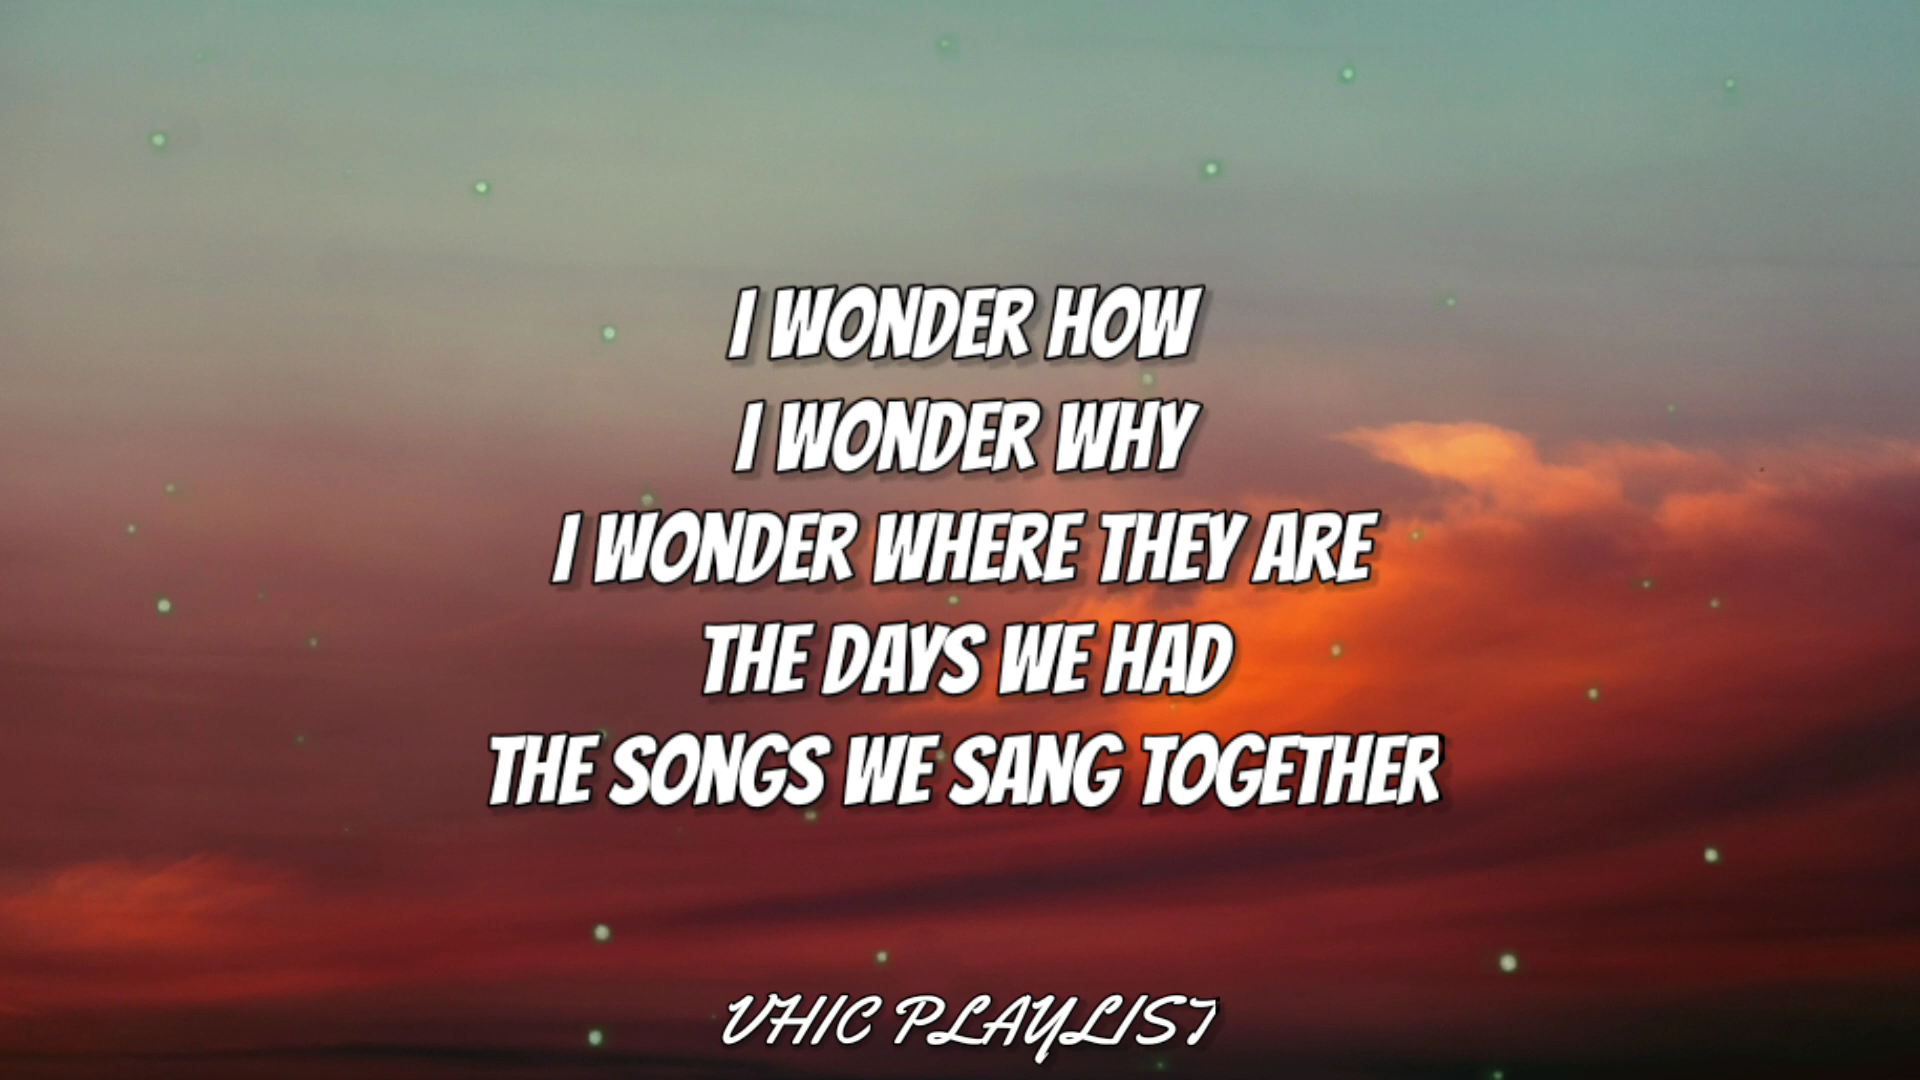 I WONDER HOW
I WONDER WHY
I WONDER WHERE THEY ARE
THE DAYS WE HAD
THE SONGS WE SANG TOGETHER
VHIC PLAYLIST